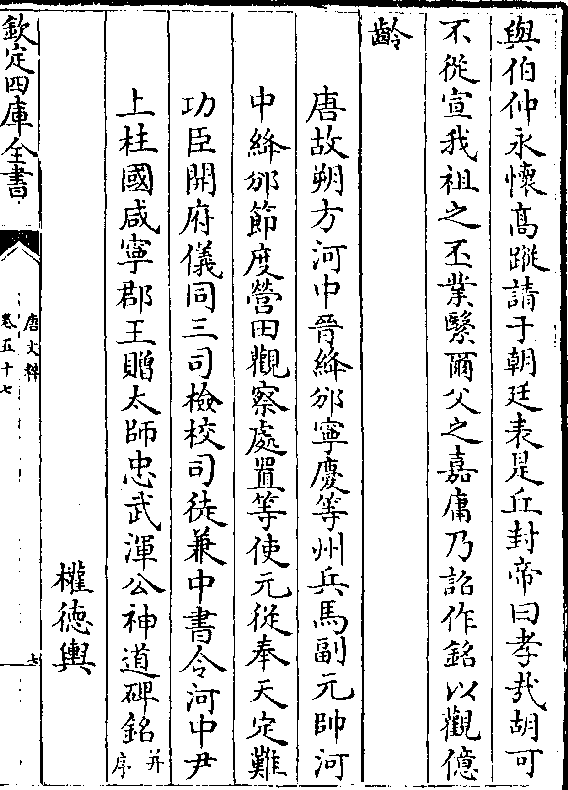 與伯仲永懷髙蹤請于朝廷表是丘封帝曰孝哉胡可
不從宣我祖之丕業繄爾父之嘉庸乃詔作銘以觀億
齡
唐故朔方河中晉絳邠寧慶等州兵馬副元帥河
中絳邠節度營田觀察處置等使元從奉天定難
功臣開府儀同三司檢校司徒兼中書令河中尹
上柱國咸寧郡王贈太師忠武渾公神道碑銘并序
權德輿
欽定四庫全書
唐文粹
卷五十七